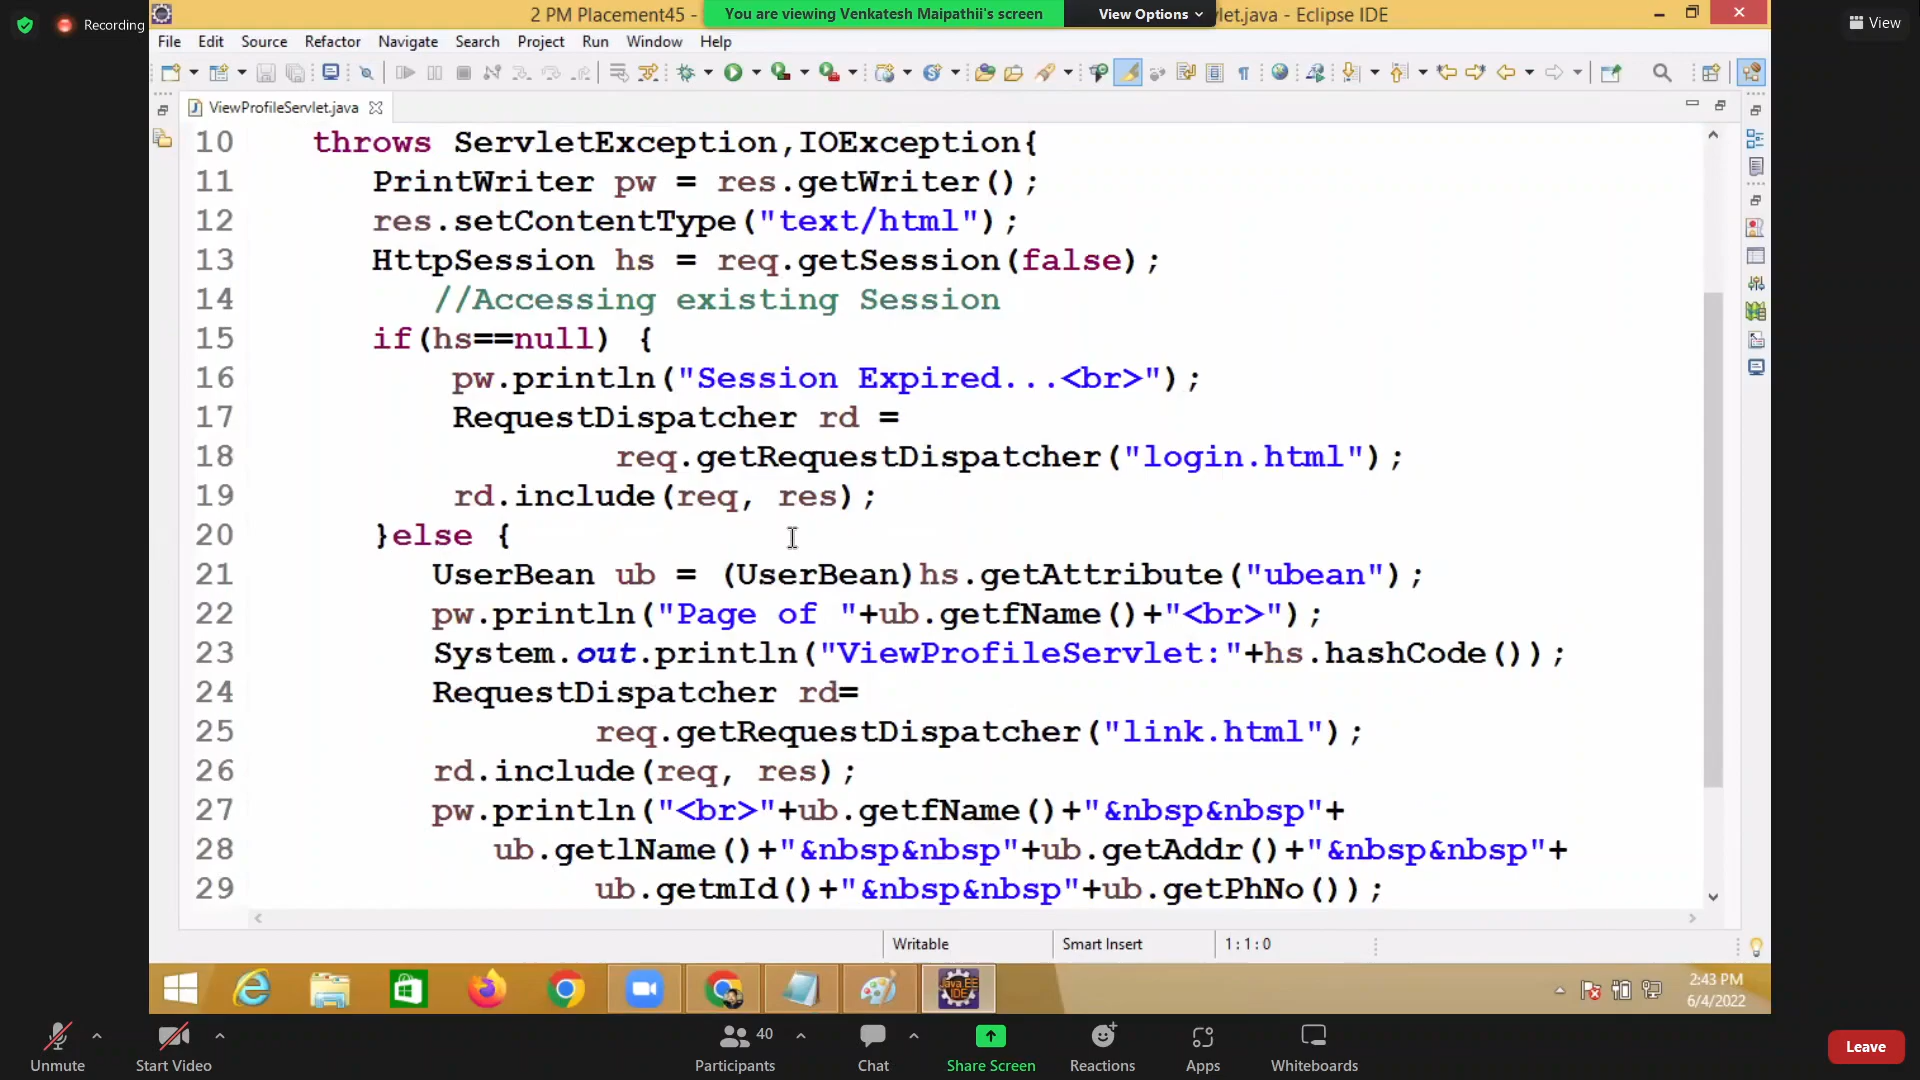 Recording
2 PM Placement45 -
You are viewing Venkatesh Maipathii's screen
View Options
vlet.java - Eclipse IDE
View
File Edit Source Refactor Navigate Search Project Run Window Help
ViewProfileServlet.java
10 throws ServletException,IOException{
11 PrintWriter pw = res.getWriter();
12 res.setContentType("text/html");
13 HttpSession hs = req.getSession(false);
14 //Accessing existing Session
15 if(hs==null) {
16 pw.println("Session Expired...<br>");
17 RequestDispatcher rd =
18 req.getRequestDispatcher("login.html");
19 rd.include(req, res);
20 }else {
21 UserBean ub = (UserBean)hs.getAttribute("ubean");
22 pw.println("Page of "+ub.getfName()+"<br>");
23 System.out.println("ViewProfileServlet:"+hs.hashCode());
24 RequestDispatcher rd=
25 req.getRequestDispatcher("link.html");
26 rd.include(req, res);
27 pw.println("<br>"+ub.getfName()+"&nbsp&nbsp"+
28 ub.getlName()+"&nbsp&nbsp"+ub.getAddr()+"&nbsp&nbsp"+
29 ub.getmId()+"&nbsp&nbsp"+ub.getPhNo());
Writable Smart Insert 1:1:0
Java EE
IDE
2:43 PM
6/4/2022
Unmute Start Video Participants 40 Chat Share Screen Reactions Apps Whiteboards Leave